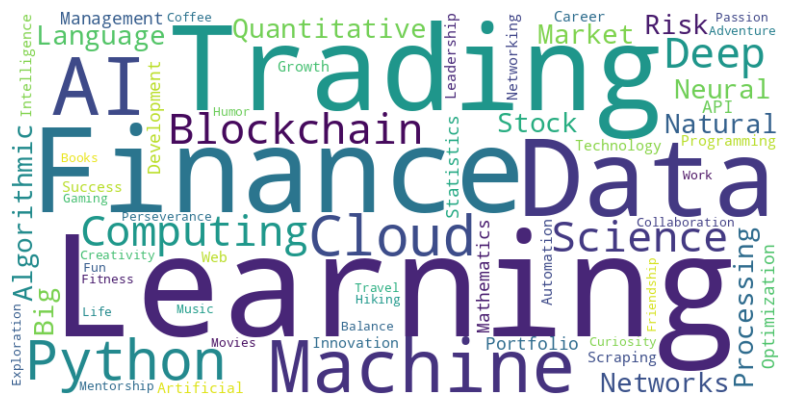 Management
Coffee
Trading
Quantitative
Leadership
Networking
Career
Passion
Adventure
Market
Risk
Language
Intelligence
AI
Growth
Deep
Neural
API
Humor
Development
Blockchain
Stock
Natural
Programming
Technology
Algorithmic
Books
Finance
Statistics
Data
Work
Success
Gaming
Perseverance
Computing
Cloud
Science
Collaboration
Creativity
Fun
Fitness
Web
Learning
Mathematics
Automation
Friendship
Processing
Optimization
Exploration
Big
Life
Music
Travel
Hiking
Balance
Movies
Innovation
Portfolio
Curiosity
Scraping
Python
Machine
Networks
Mentorship
Artificial